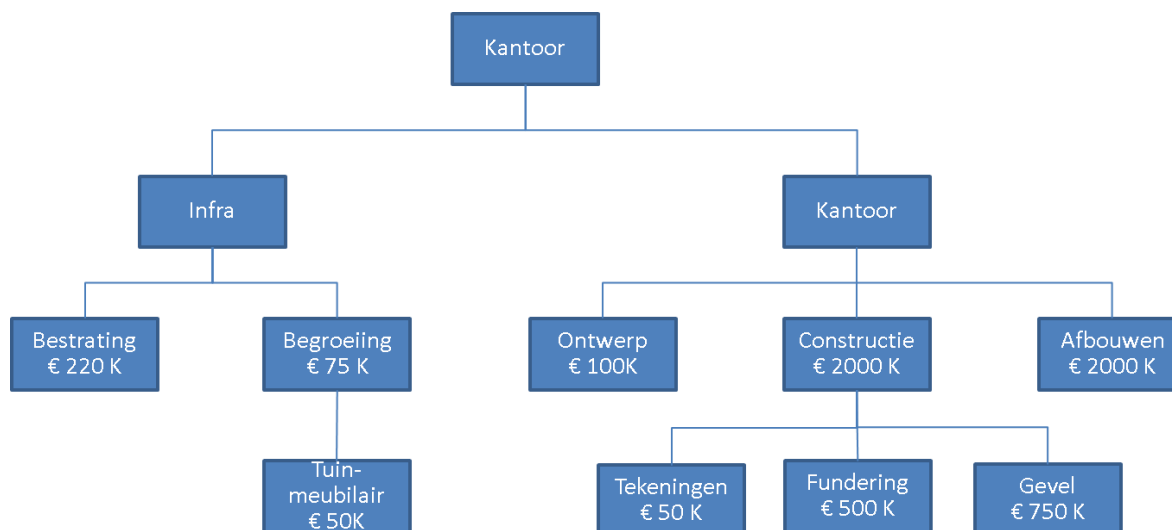 Kantoor
Infra
Kantoor
Bestrating
€ 220 K
Begroeiing
€ 75 K
Ontwerp
€ 100K
Constructie
€ 2000 K
Afbouwen
€ 2000 K
Tuin-
meubilair
€ 50K
Tekeningen
€ 50 K
Fundering
€ 500 K
Gevel
€ 750 K